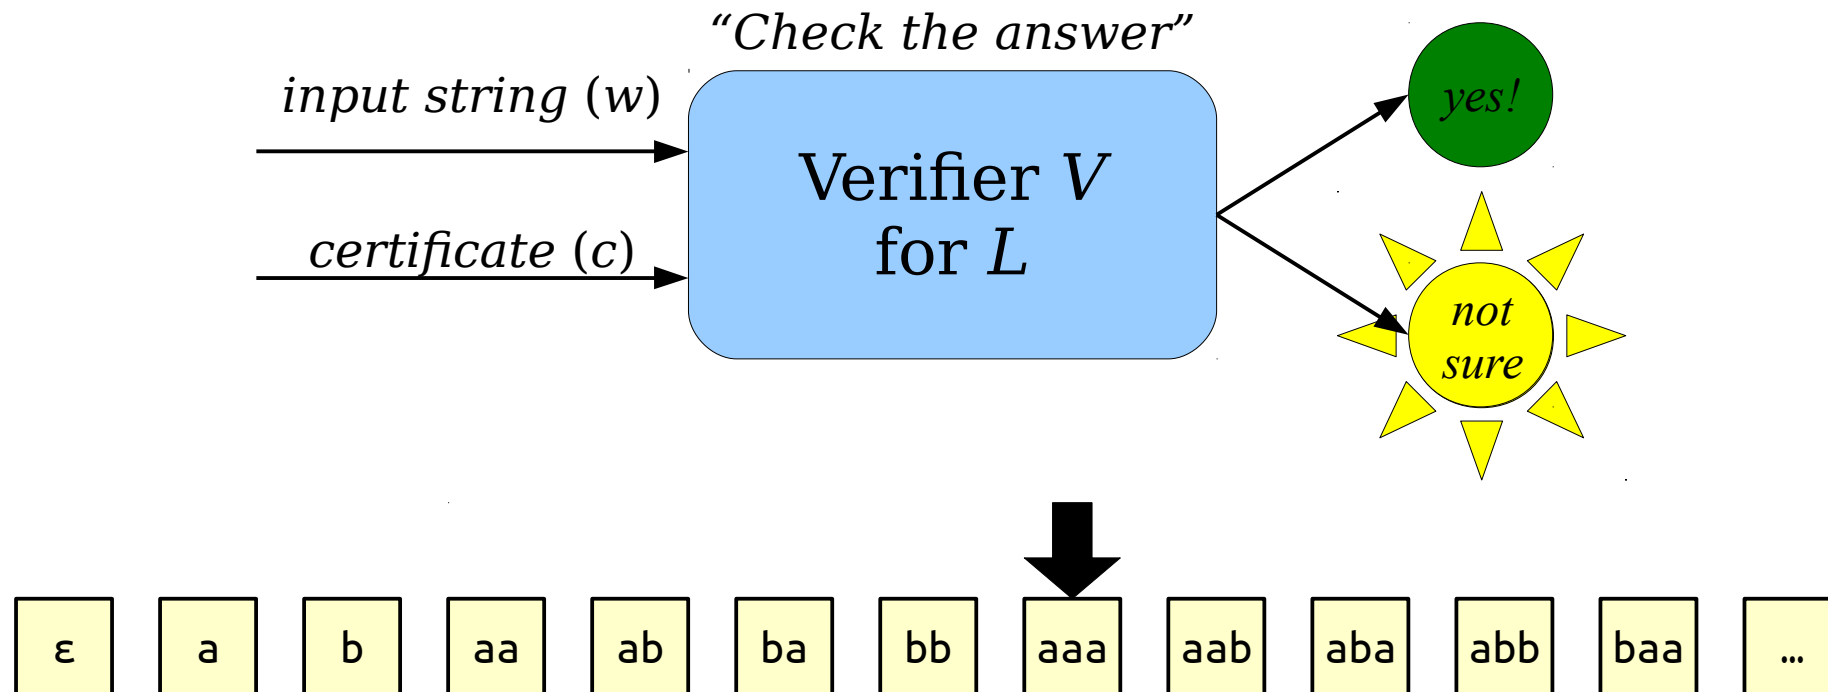 “Check the answer”
input string (w)
certificate (c)
Verifier V
for L
yes!
not
sure
ε a b aa ab ba bb aaa aab aba abb baa …